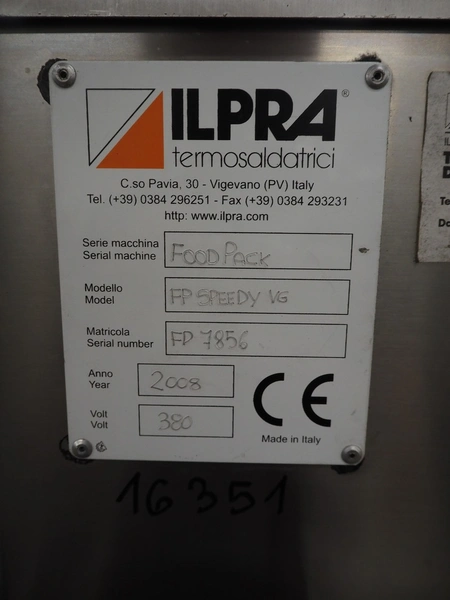 ILPRA®
termosaldatrici
C.so Pavia, 30 - Vigevano (PV) Italy
Tel. (+39) 0384 296251 - Fax (+39) 0384 293231
http: www.ilpra.com
Serie macchina
Serial machine
FOOD PACK
Modello
Model
FP SPEEDY VG
Matricola
Serial number
FP 7856
Anno
Year
2008
Volt
Volt
380
CE
Made in Italy
16351